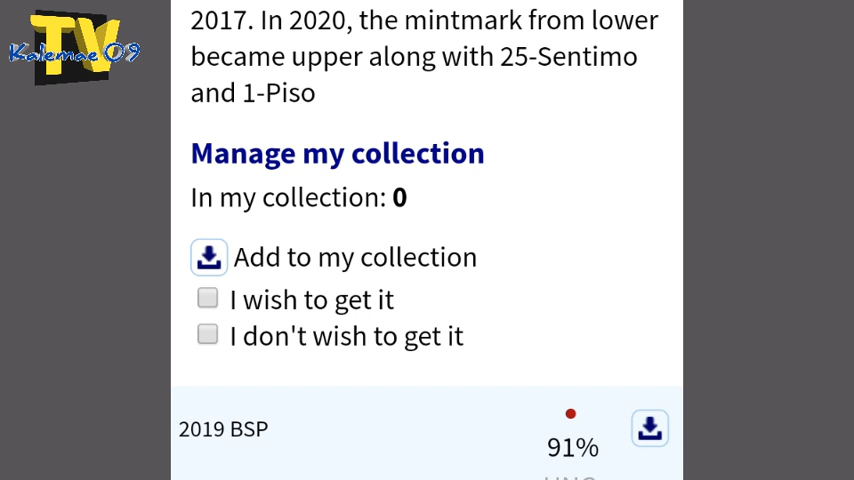 TV
Kalemae 09
2017. In 2020, the mintmark from lower
became upper along with 25-Sentimo
and 1-Piso
Manage my collection
In my collection: 0
Add to my collection
I wish to get it
I don't wish to get it
2019 BSP
91%
UNC